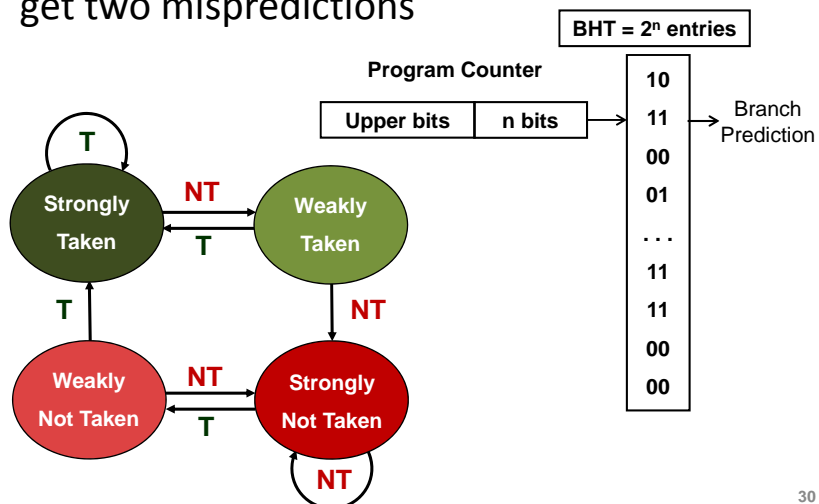 get two mispredictions
BHT = 2ⁿ entries
Program Counter
Upper bits
n bits
10
11
00
01
. . .
11
11
00
00
Branch
Prediction
T
Strongly
Taken
NT
T
Weakly
Taken
T
NT
Weakly
Not Taken
NT
T
Strongly
Not Taken
NT
30